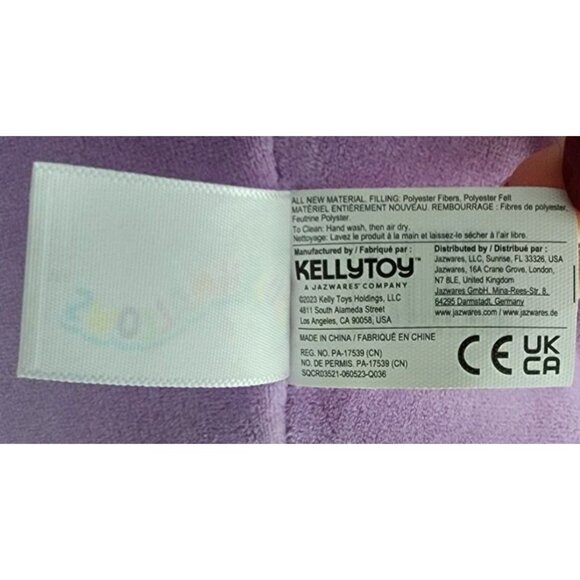 ALL NEW MATERIAL. FILLING: Polyester Fibers, Polyester Felt
MATÉRIEL ENTIÈREMENT NOUVEAU. REMBOURRAGE : Fibres de polyester,
Feutrine Polyster.
To Clean: Hand wash, then air dry.
Nettoyage: Lavez le produit à la main et laissez-le sécher à l'air libre.
Manufactured by / Fabriqué par :
KELLYTOY™
A JAZWARES® COMPANY
©2023 Kelly Toys Holdings, LLC
4811 South Alameda Street
Los Angeles, CA 90058, USA
Distributed by / Distribué par :
Jazwares, LLC, Sunrise, FL 33326, USA
Jazwares, 16A Crane Grove, London,
N7 8LE, United Kingdom
Jazwares GmbH, Mina-Rees-Str. 8,
64295 Darmstadt, Germany
www.jazwares.com / jazwares.de
MADE IN CHINA / FABRIQUÉ EN CHINE
REG. NO. PA-17539 (CN)
NO. DE PERMIS. PA-17539 (CN)
SQCR03521-060523-Q036
CE
UK
CA